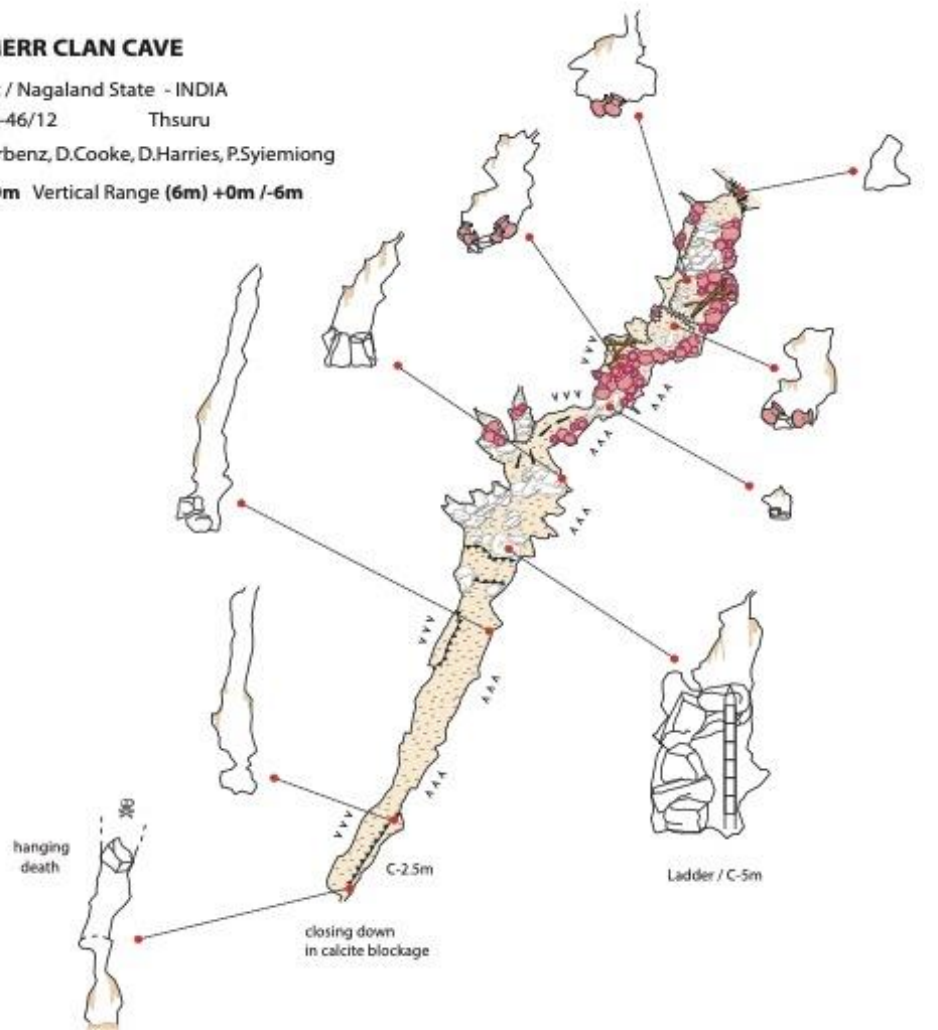 IERR CLAN CAVE
/ Nagaland State - INDIA
-46/12 Thsuru
rbenz, D.Cooke, D.Harries, P.Syiemiong
m Vertical Range (6m) +0m /-6m
hanging
death
C-2.5m
Ladder / C-5m
closing down
in calcite blockage